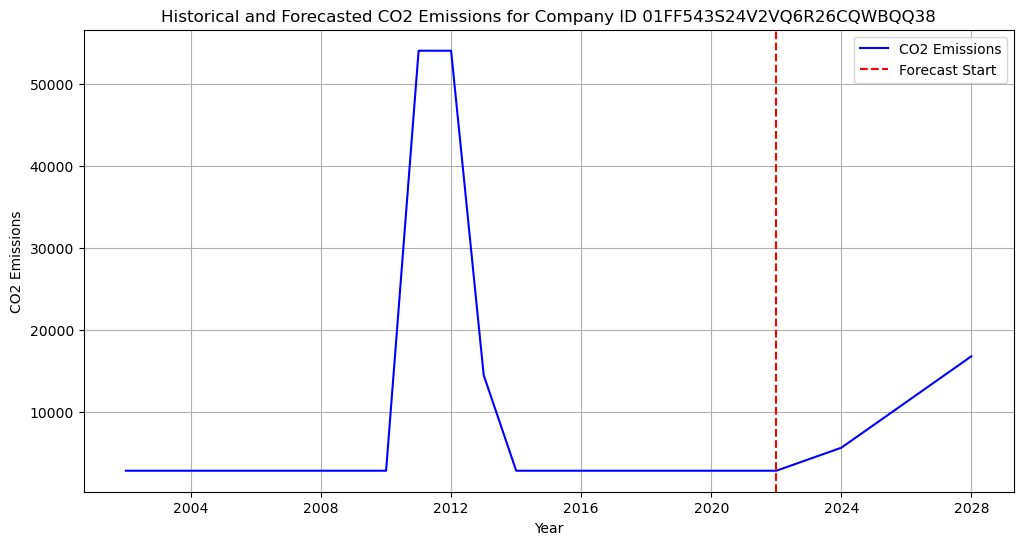 Historical and Forecasted CO2 Emissions for Company ID 01FF543S24V2VQ6R26CQWBQQ38
CO2 Emissions
Forecast Start
50000
40000
30000
20000
10000
CO2 Emissions
2004 2008 2012 2016 2020 2024 2028
Year